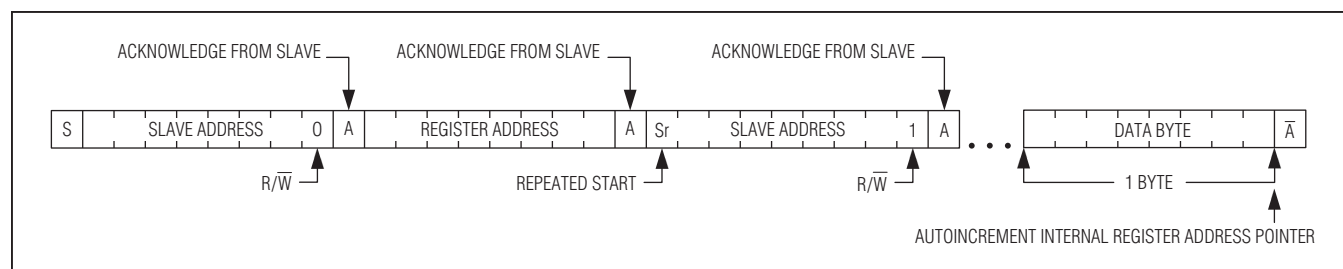 ACKNOWLEDGE FROM SLAVE ACKNOWLEDGE FROM SLAVE ACKNOWLEDGE FROM SLAVE
S SLAVE ADDRESS 0 A REGISTER ADDRESS A Sr SLAVE ADDRESS 1 A • • • DATA BYTE A̅
R/W̅ REPEATED START R/W̅ 1 BYTE
AUTOINCREMENT INTERNAL REGISTER ADDRESS POINTER